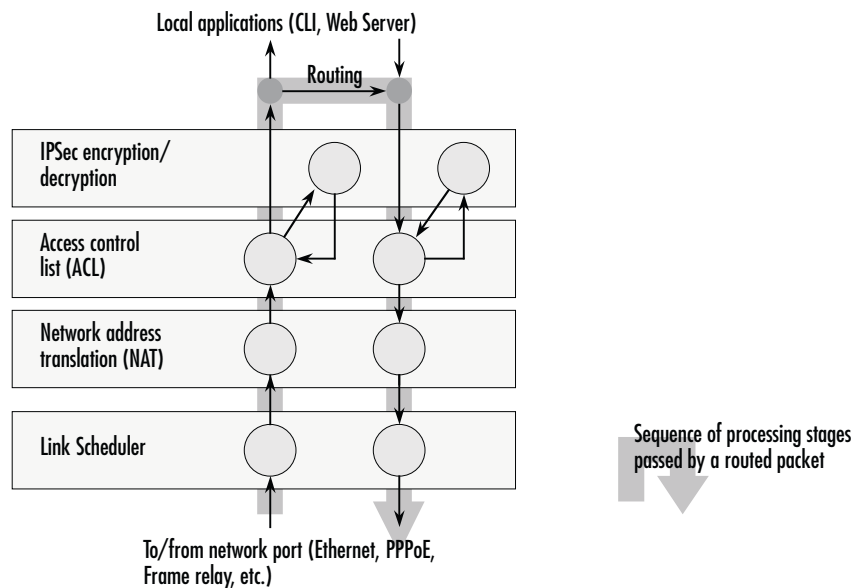 Local applications (CLI, Web Server)
Routing
IPSec encryption/
decryption
Access control
list (ACL)
Network address
translation (NAT)
Link Scheduler
Sequence of processing stages
passed by a routed packet
To/from network port (Ethernet, PPPoE,
Frame relay, etc.)